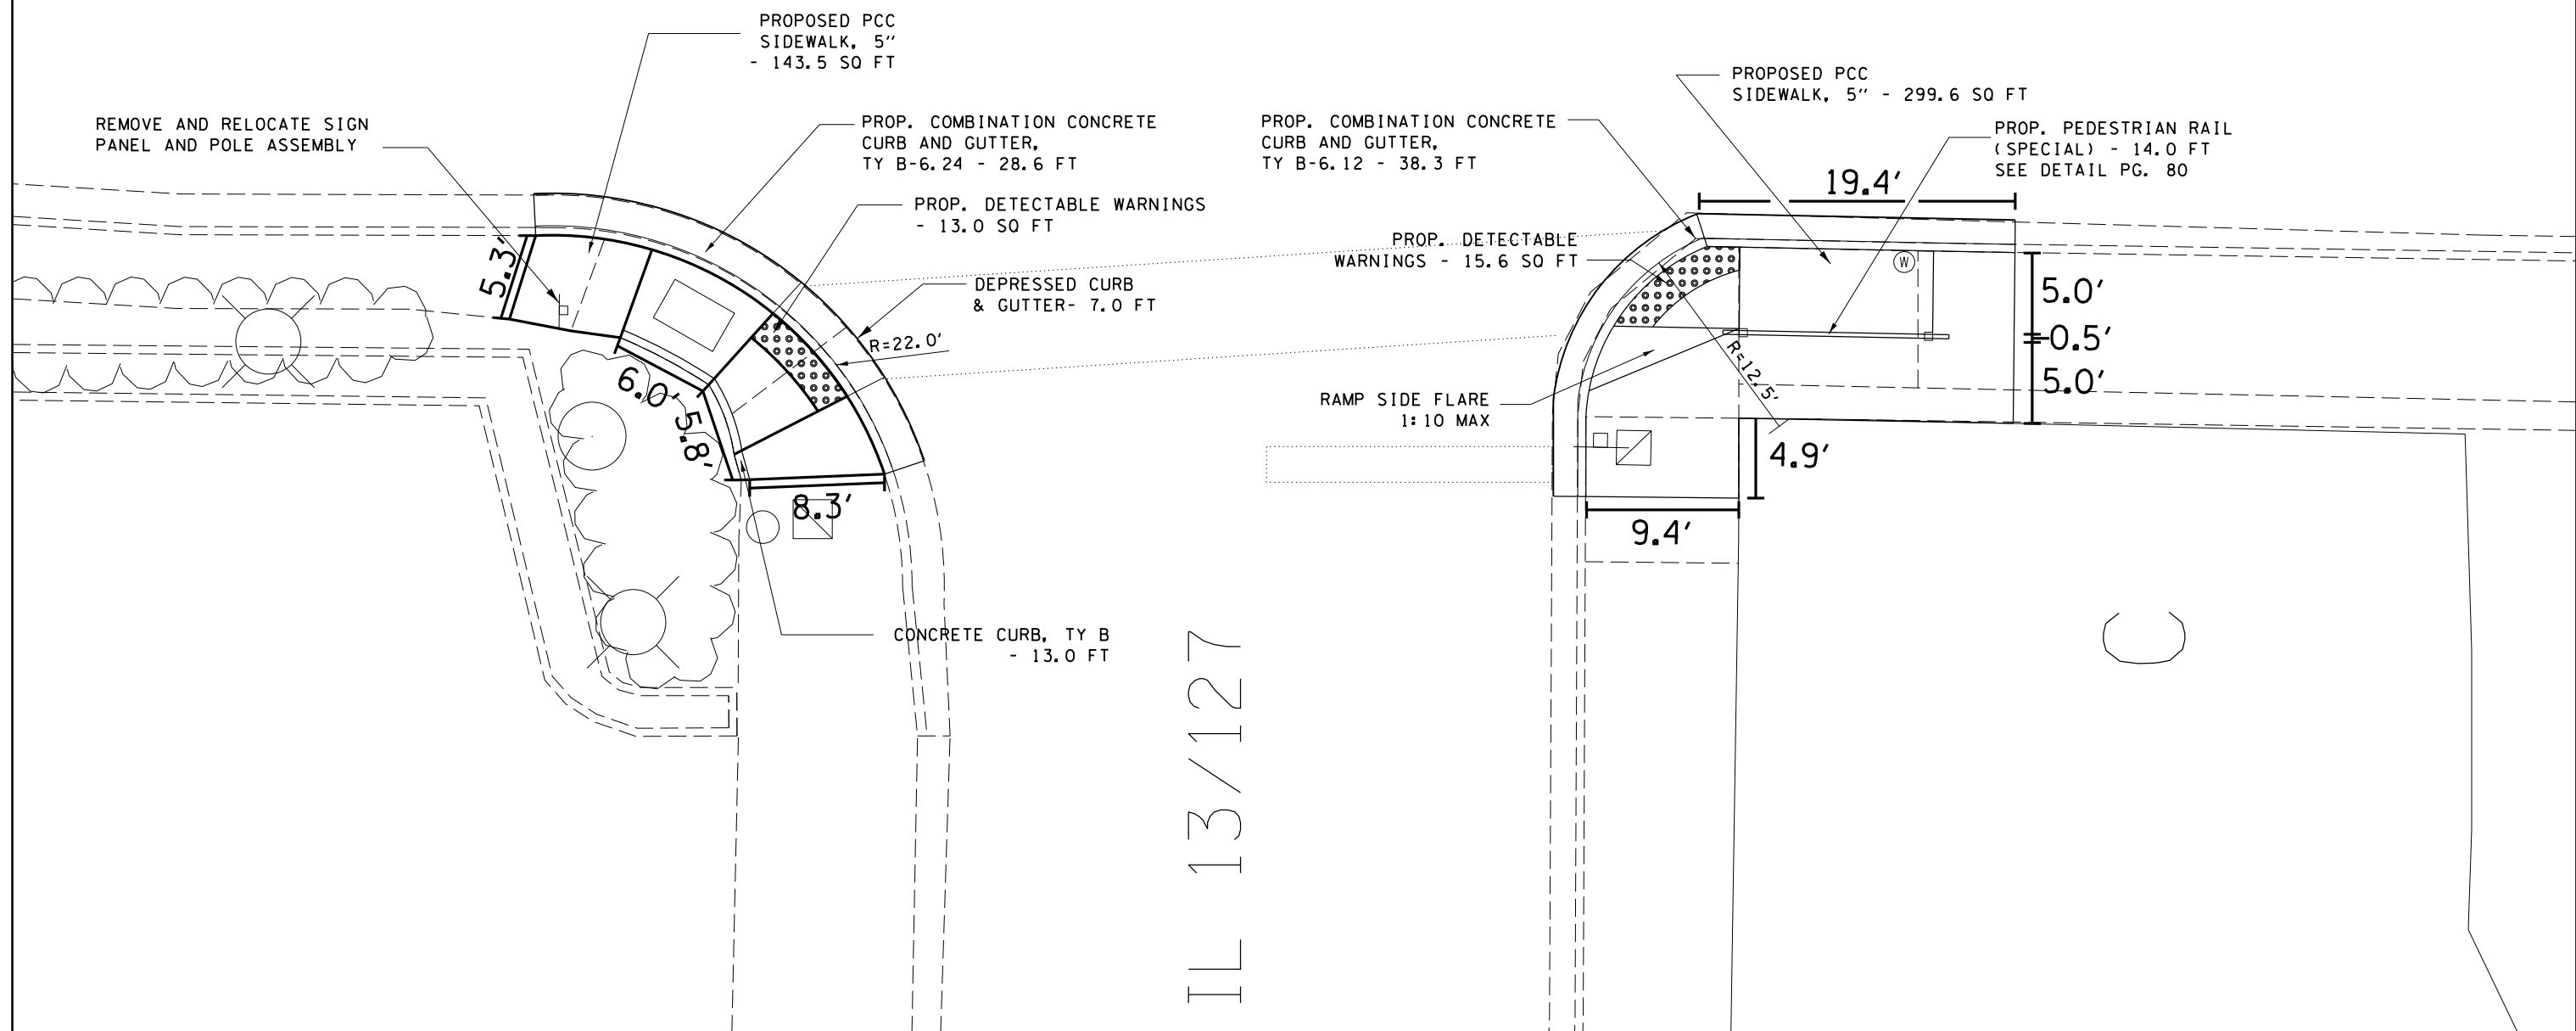 PROPOSED PCC
SIDEWALK, 5"
- 143.5 SQ FT
REMOVE AND RELOCATE SIGN
PANEL AND POLE ASSEMBLY
PROP. COMBINATION CONCRETE
CURB AND GUTTER,
TY B-6.24 - 28.6 FT
PROP. DETECTABLE WARNINGS
- 13.0 SQ FT
DEPRESSED CURB
& GUTTER- 7.0 FT
R=22.0'
5.3'
6.0'
5.8'
8.3'
CONCRETE CURB, TY B
- 13.0 FT
IL 13/127
PROP. COMBINATION CONCRETE
CURB AND GUTTER,
TY B-6.12 - 38.3 FT
PROPOSED PCC
SIDEWALK, 5" - 299.6 SQ FT
PROP. PEDESTRIAN RAIL
(SPECIAL) - 14.0 FT
SEE DETAIL PG. 80
19.4'
PROP. DETECTABLE
WARNINGS - 15.6 SQ FT
W
5.0'
0.5'
5.0'
R=12.5'
RAMP SIDE FLARE
1:10 MAX
4.9'
9.4'